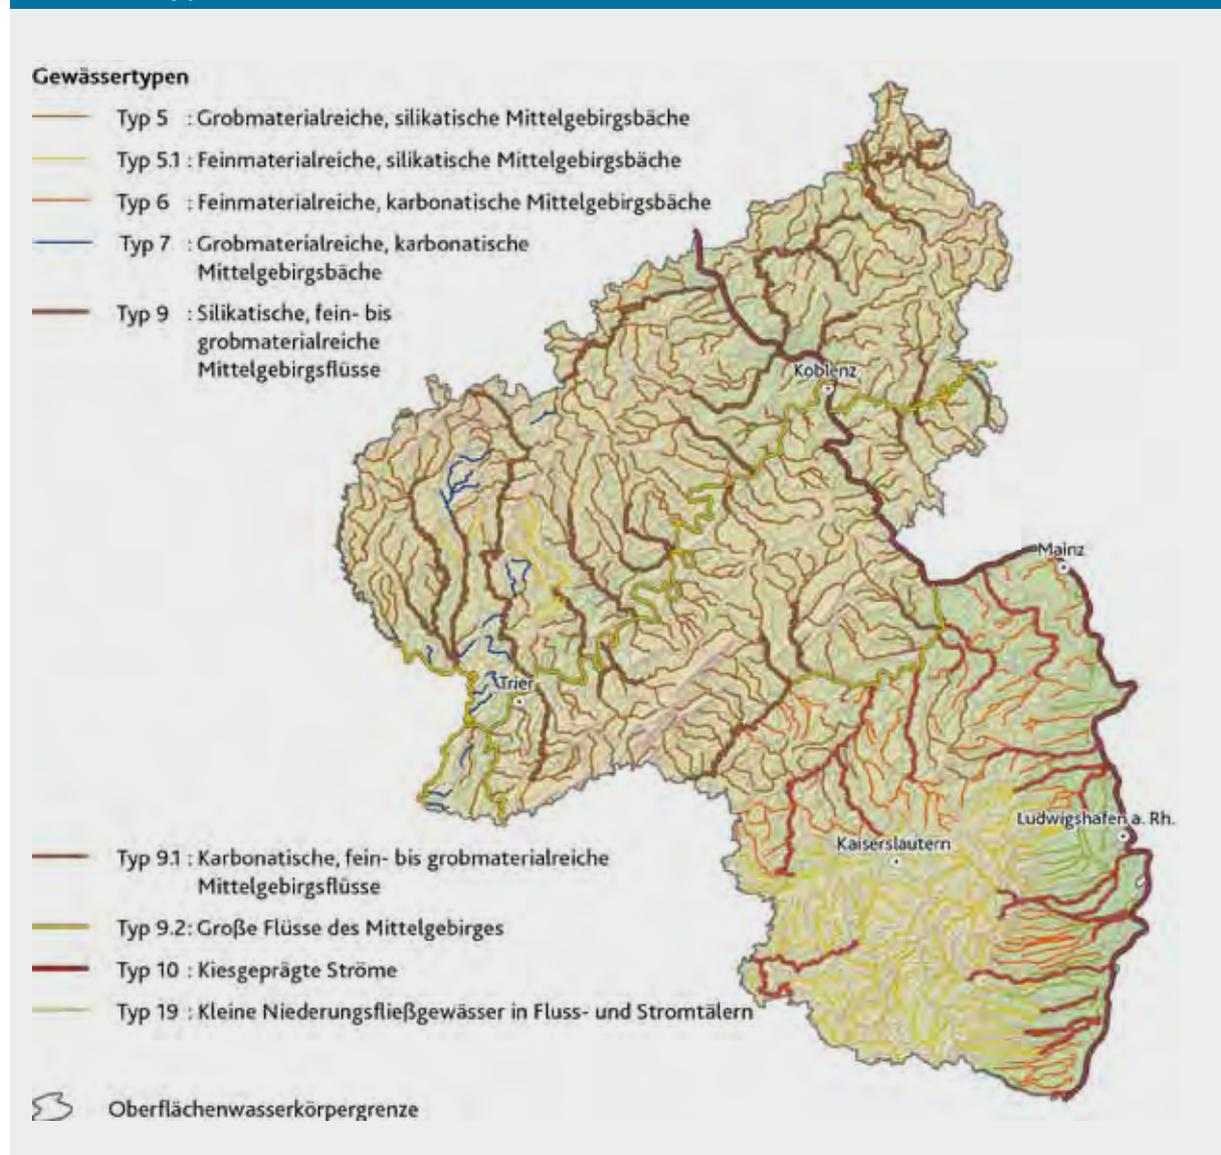 Gewässertypen
Typ 5 : Grobmaterialreiche, silikatische Mittelgebirgsbäche
Typ 5.1 : Feinmaterialreiche, silikatische Mittelgebirgsbäche
Typ 6 : Feinmaterialreiche, karbonatische Mittelgebirgsbäche
Typ 7 : Grobmaterialreiche, karbonatische
Mittelgebirgsbäche
Typ 9 : Silikatische, fein- bis
grobmaterialreiche
Mittelgebirgsflüsse
Koblenz
Mainz
Trier
Ludwigshafen a. Rh.
Kaiserslautern
Typ 9.1 : Karbonatische, fein- bis grobmaterialreiche
Mittelgebirgsflüsse
Typ 9.2: Große Flüsse des Mittelgebirges
Typ 10 : Kiesgeprägte Ströme
Typ 19 : Kleine Niederungsfließgewässer in Fluss- und Stromtälern
Oberflächenwasserkörpergrenze